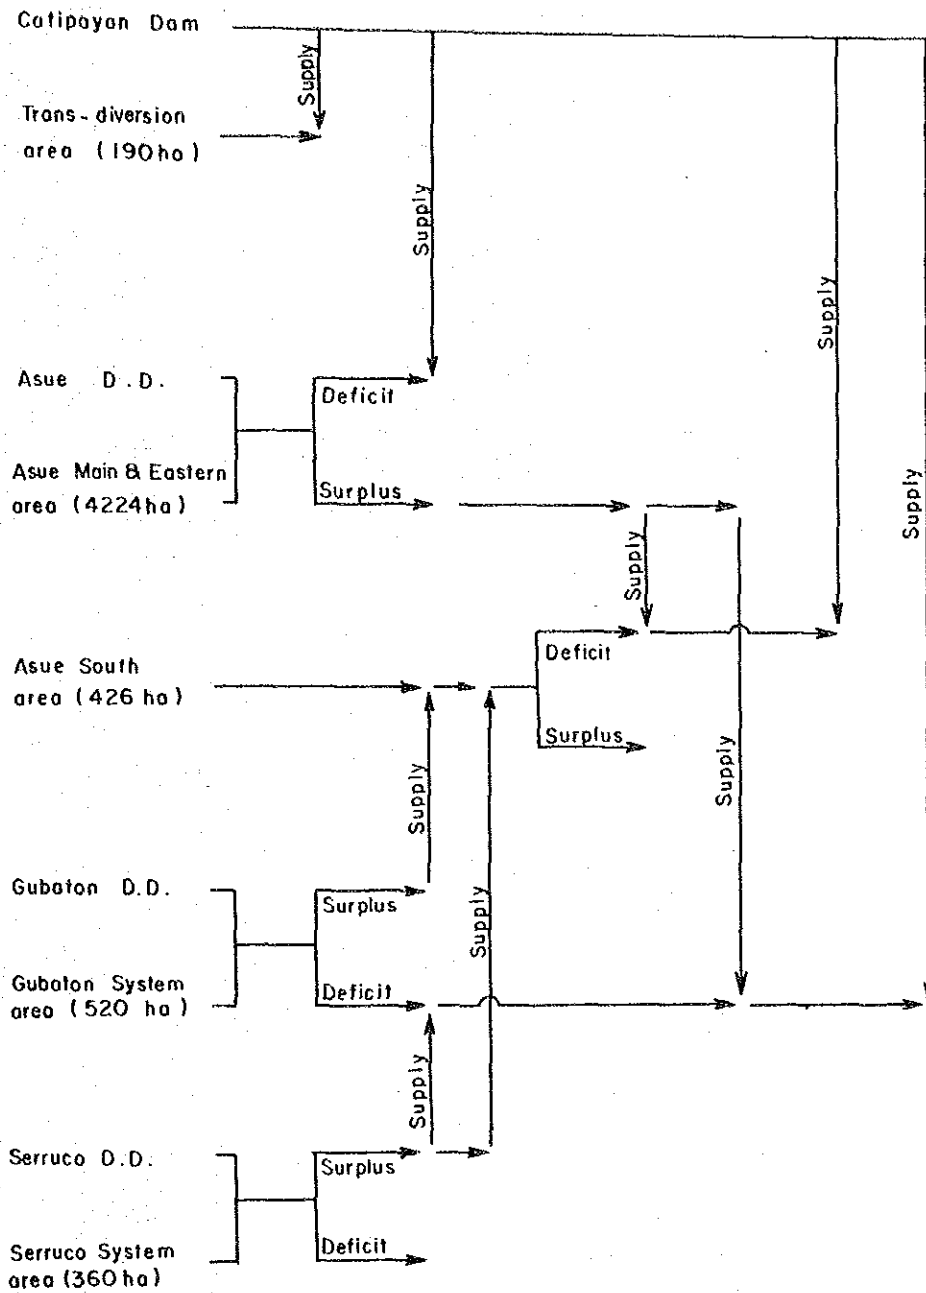 Catipayan Dam
Supply
Trans-diversion
area (190 ha)
Supply
Supply
Asue D.D.
Deficit
Asue Main & Eastern
area (4224 ha)
Surplus
Supply
Supply
Asue South
area (426 ha)
Deficit
Surplus
Supply
Supply
Gubaton D.D.
Surplus
Supply
Gubaton System
area (520 ha)
Deficit
Supply
Serruco D.D.
Surplus
Serruco System
area (360 ha)
Deficit